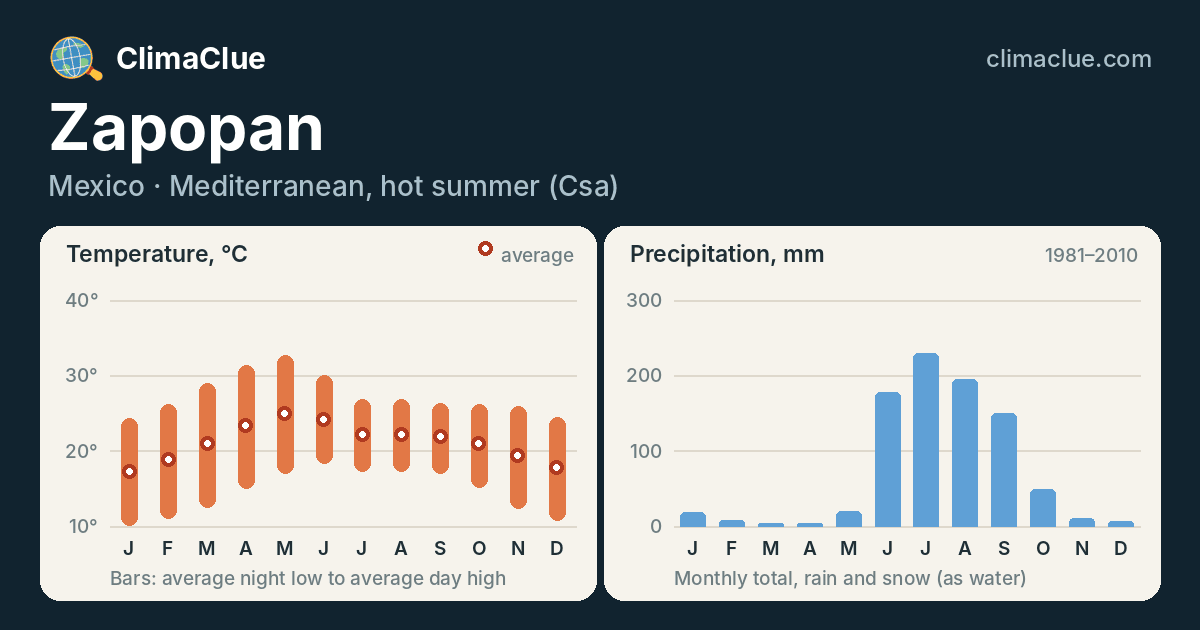 ClimaClue
climaclue.com
Zapopan
Mexico · Mediterranean, hot summer (Csa)
Temperature, °C
average
40°
30°
20°
10°
J F M A M J J A S O N D
Bars: average night low to average day high
Precipitation, mm
1981–2010
300
200
100
0
J F M A M J J A S O N D
Monthly total, rain and snow (as water)